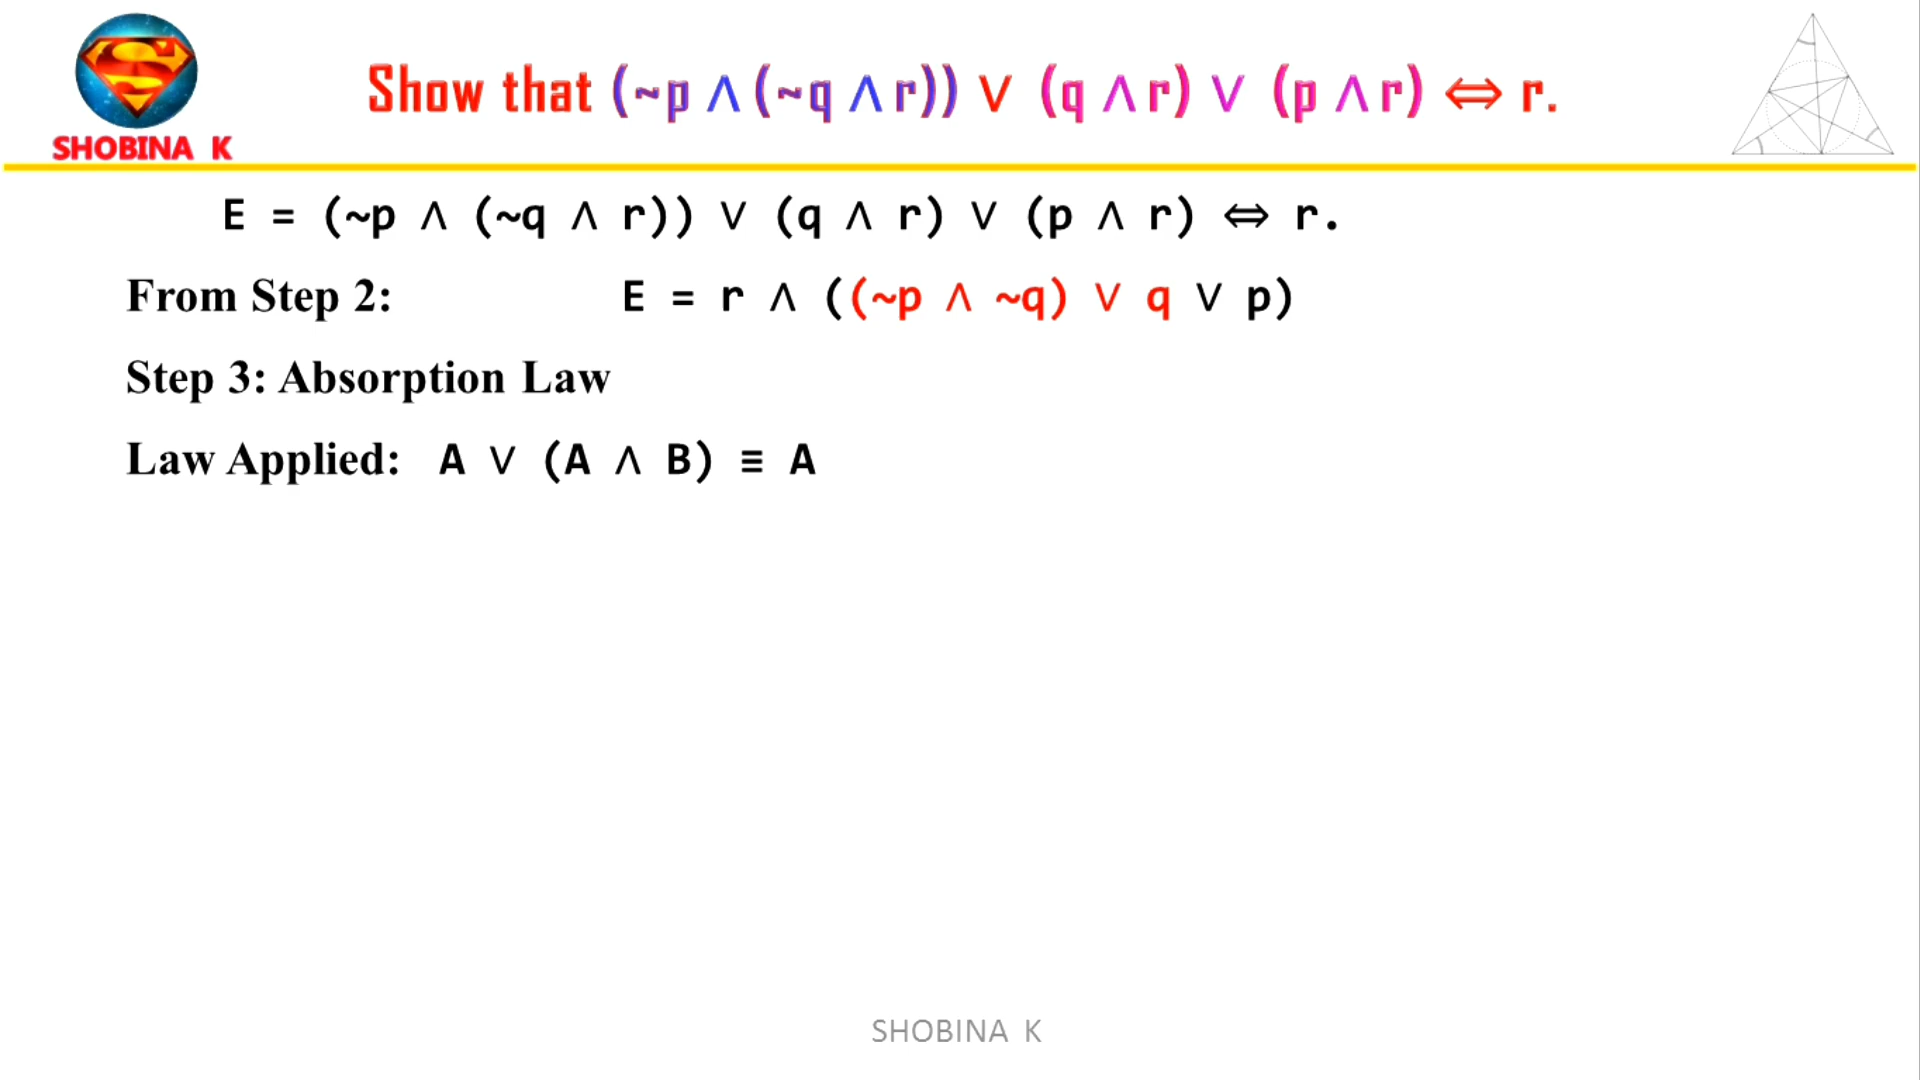 Show that (~p ∧ (~q ∧ r)) ∨ (q ∧ r) ∨ (p ∧ r) ⇔ r.
SHOBINA K
E = (~p ∧ (~q ∧ r)) ∨ (q ∧ r) ∨ (p ∧ r) ⇔ r.
From Step 2: E = r ∧ ((~p ∧ ~q) ∨ q ∨ p)
Step 3: Absorption Law
Law Applied: A ∨ (A ∧ B) ≡ A
SHOBINA K